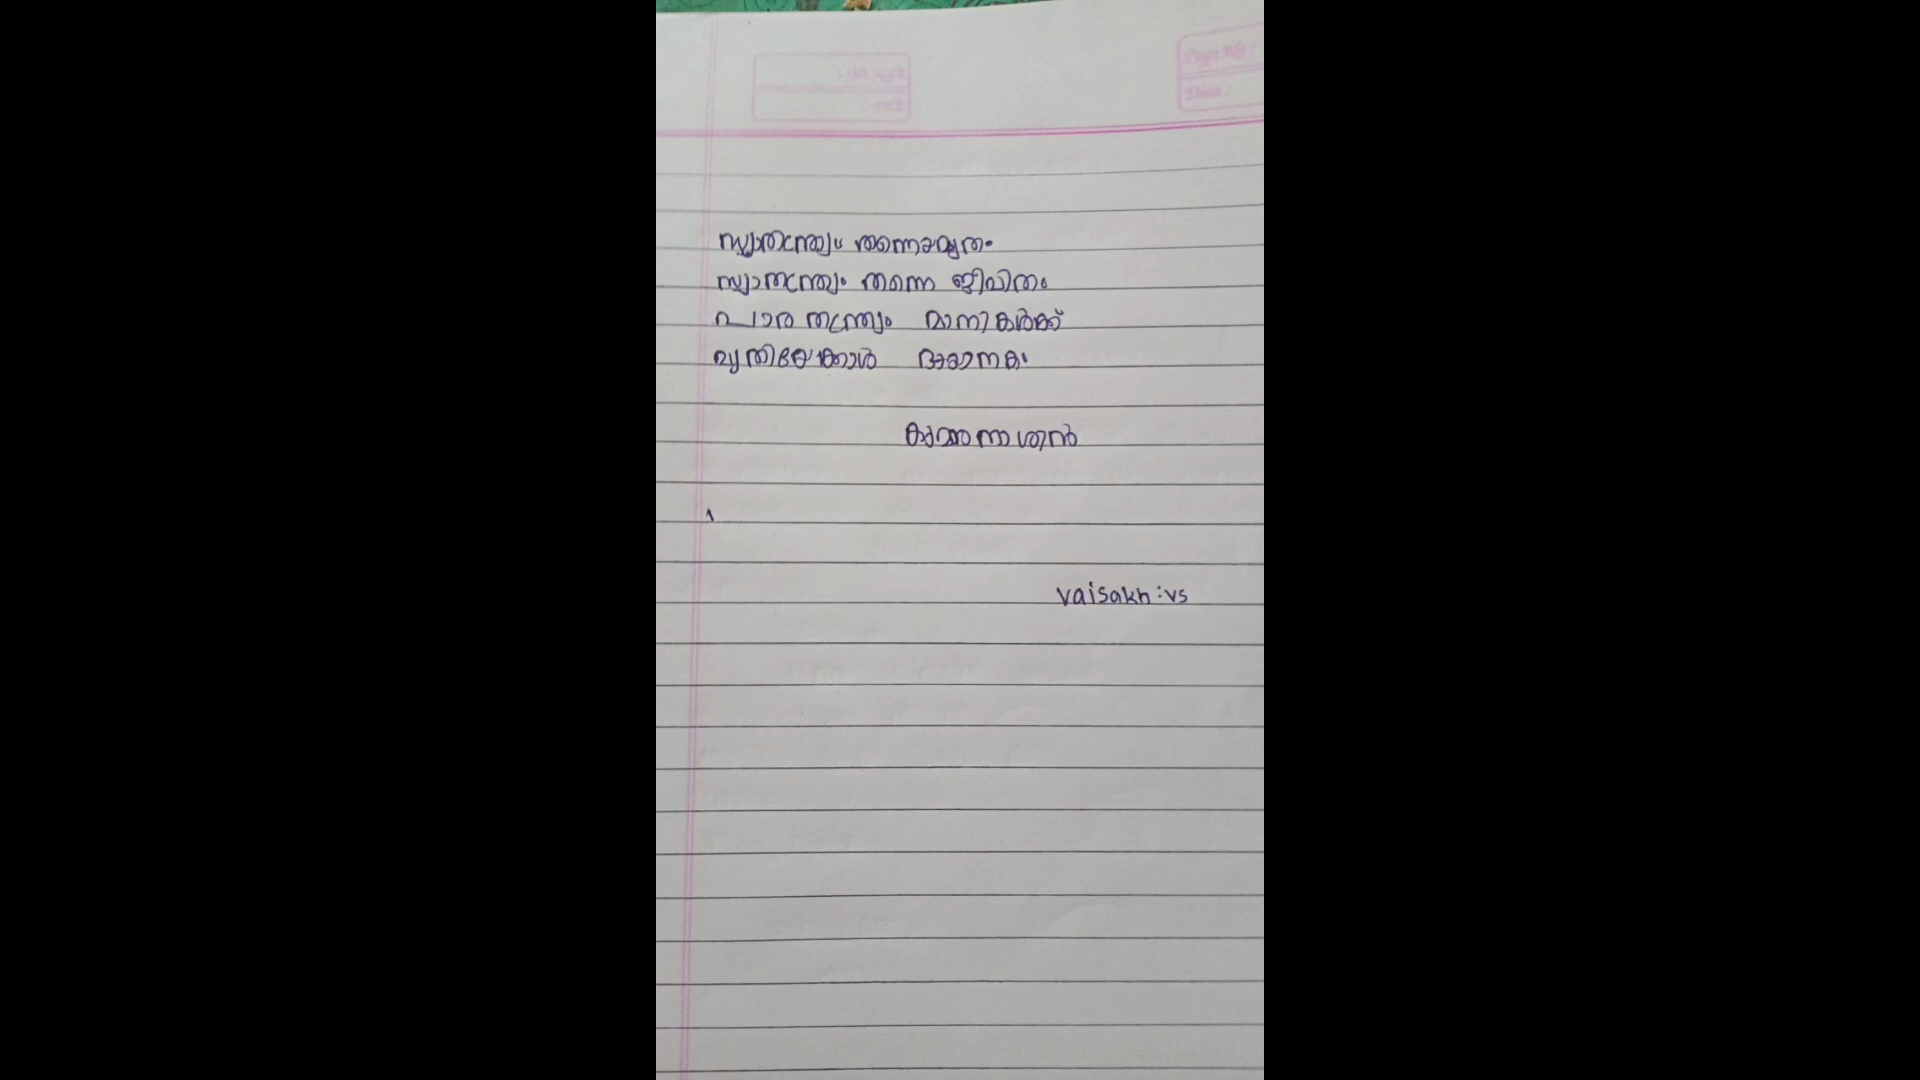 സ്വാതന്ത്ര്യം തന്നെയമൃതം
സ്വാതന്ത്ര്യം തന്നെ ജീവിതം
പാരതന്ത്ര്യം മാനികൾക്ക്
മൃതിയേക്കാൾ ഭയാനകം
കുമാരനാശാൻ
vaisakh:vs